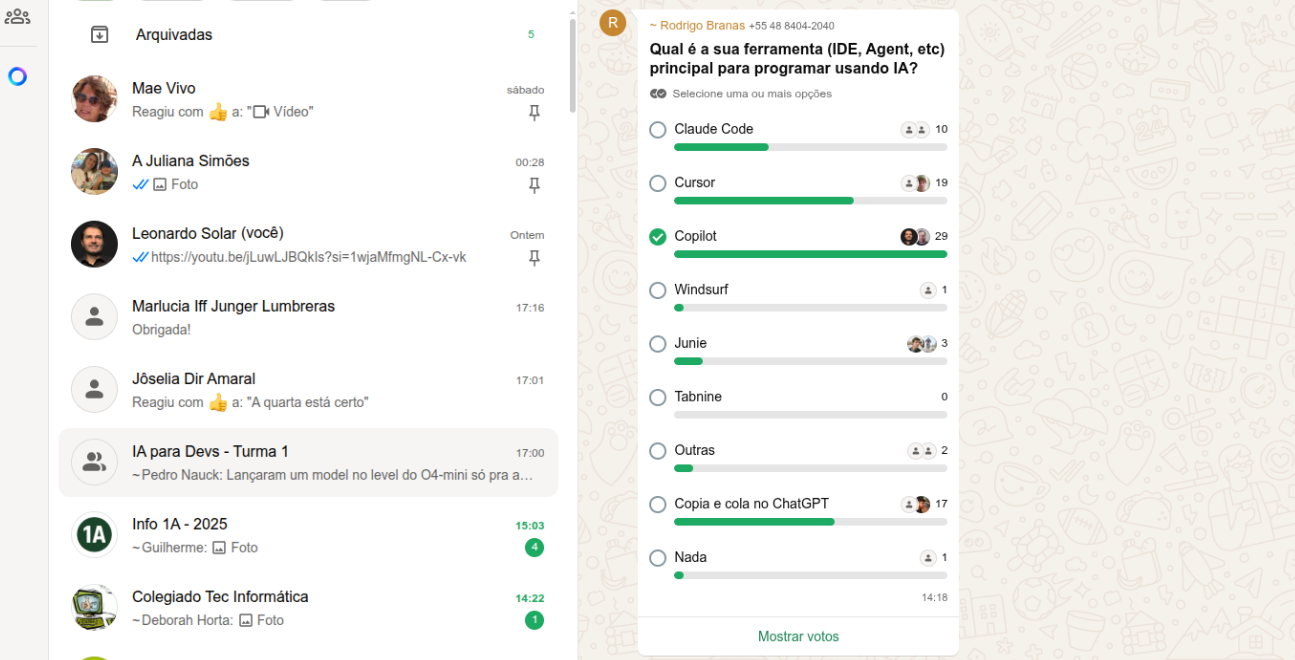 Arquivadas
5
Mae Vivo
sábado
Reagiu com 👍 a: "Vídeo"
A Juliana Simões
00:28
Foto
Leonardo Solar (você)
Ontem
https://youtu.be/jLuwLJBQkls?si=1wjaMfmgNL-Cx-vk
Marlucia Iff Junger Lumbreras
17:16
Obrigada!
Jôselia Dir Amaral
17:01
Reagiu com 👍 a: "A quarta está certo"
IA para Devs - Turma 1
17:00
~Pedro Nauck: Lançaram um model no level do O4-mini só pra a…
1A
Info 1A - 2025
15:03
~Guilherme: Foto
4
Colegiado Tec Informática
14:22
~Deborah Horta: Foto
1
R
~ Rodrigo Branas +55 48 8404-2040
Qual é a sua ferramenta (IDE, Agent, etc)
principal para programar usando IA?
Selecione uma ou mais opções
Claude Code 10
Cursor 19
Copilot 29
Windsurf 1
Junie 3
Tabnine 0
Outras 2
Copia e cola no ChatGPT 17
Nada 1
14:18
Mostrar votos